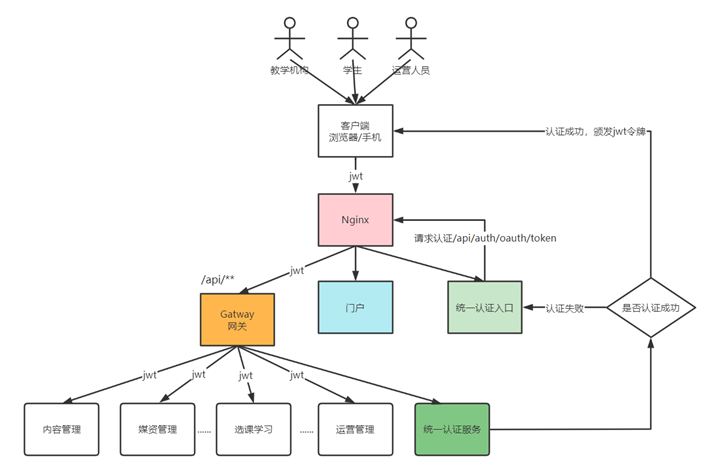 教学机构
学生
运营人员
客户端
浏览器/手机
认证成功，颁发jwt令牌
jwt
Nginx
请求认证/api/auth/oauth/token
jwt
/api/**
Gatway
网关
门户
统一认证入口
认证失败
是否认证成功
jwt
jwt
jwt
jwt
内容管理
媒资管理
......
选课学习
......
运营管理
统一认证服务